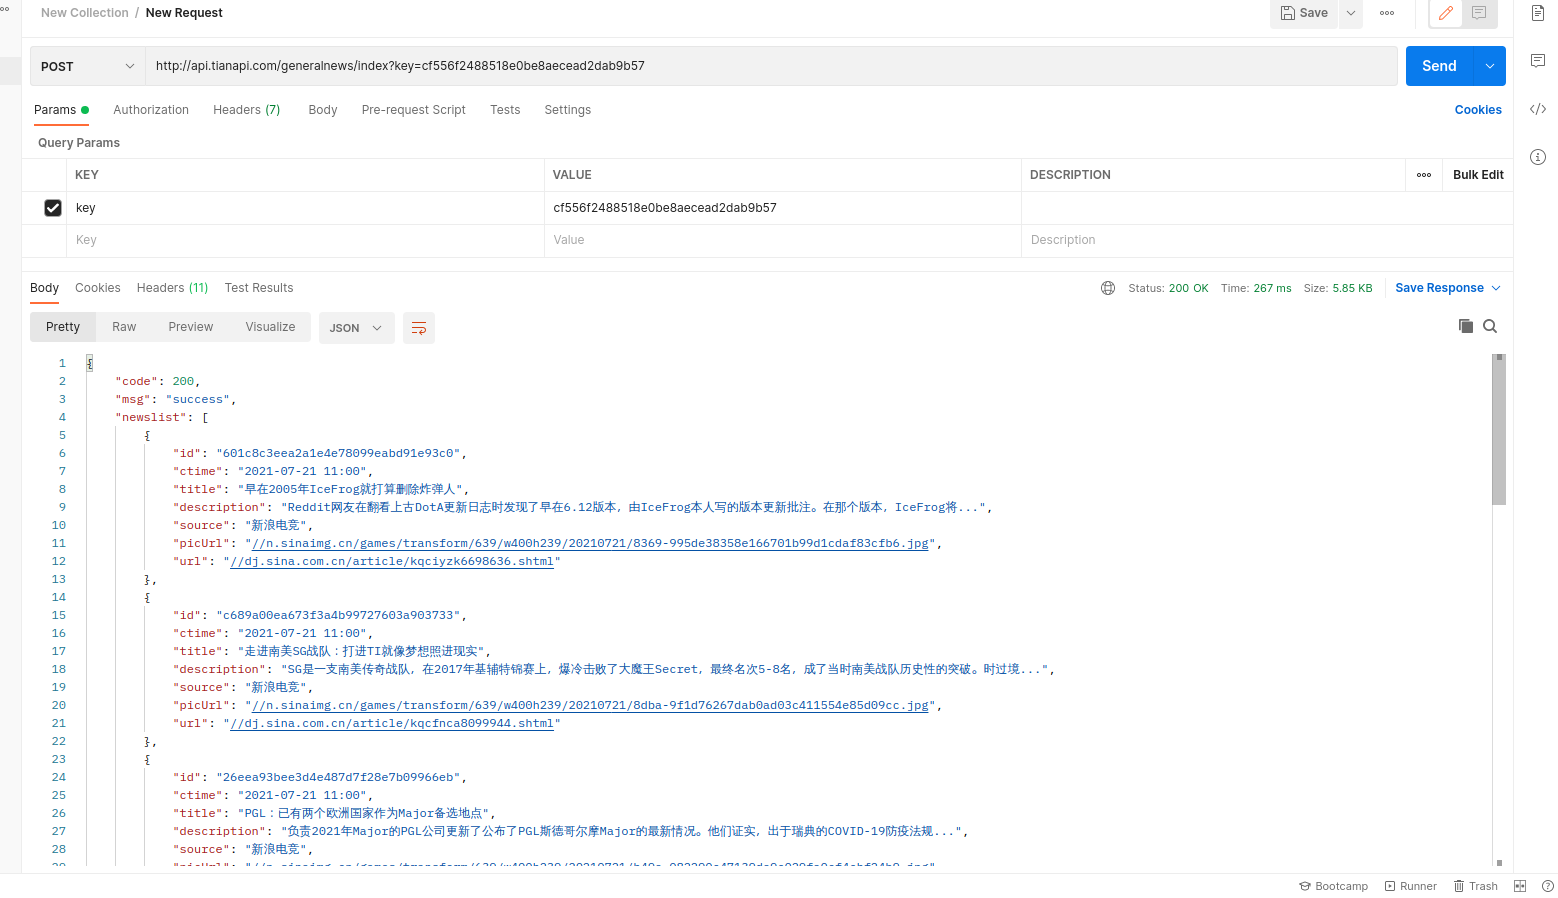 New Collection / New Request
Save
POST
http://api.tianapi.com/generalnews/index?key=cf556f2488518e0be8aecead2dab9b57
Send
Params
Authorization
Headers (7)
Body
Pre-request Script
Tests
Settings
Cookies
Query Params
KEY VALUE DESCRIPTION Bulk Edit
key cf556f2488518e0be8aecead2dab9b57
Key Value Description
Body Cookies Headers (11) Test Results
Status: 200 OK Time: 267 ms Size: 5.85 KB Save Response
Pretty Raw Preview Visualize JSON
1 {
2 "code": 200,
3 "msg": "success",
4 "newslist": [
5 {
6 "id": "601c8c3eea2a1e4e78099eabd91e93c0",
7 "ctime": "2021-07-21 11:00",
8 "title": "早在2005年IceFrog就打算删除炸弹人",
9 "description": "Reddit网友在翻看上古DotA更新日志时发现了早在6.12版本，由IceFrog本人写的版本更新批注。在那个版本，IceFrog将...",
10 "source": "新浪电竞",
11 "picUrl": "//n.sinaimg.cn/games/transform/639/w400h239/20210721/8369-995de38358e166701b99d1cdaf83cfb6.jpg",
12 "url": "//dj.sina.com.cn/article/kqciyzk6698636.shtml"
13 },
14 {
15 "id": "c689a00ea673f3a4b99727603a903733",
16 "ctime": "2021-07-21 11:00",
17 "title": "走进南美SG战队：打进TI就像梦想照进现实",
18 "description": "SG是一支南美传奇战队，在2017年基辅特锦赛上，爆冷击败了大魔王Secret，最终名次5-8名，成了当时南美战队历史性的突破。时过境...",
19 "source": "新浪电竞",
20 "picUrl": "//n.sinaimg.cn/games/transform/639/w400h239/20210721/8dba-9f1d76267dab0ad03c411554e85d09cc.jpg",
21 "url": "//dj.sina.com.cn/article/kqcfnca8099944.shtml"
22 },
23 {
24 "id": "26eea93bee3d4e487d7f28e7b09966eb",
25 "ctime": "2021-07-21 11:00",
26 "title": "PGL：已有两个欧洲国家作为Major备选地点",
27 "description": "负责2021年Major的PGL公司更新了公布了PGL斯德哥尔摩Major的最新情况。他们证实，出于瑞典的COVID-19防疫法规...",
28 "source": "新浪电竞",
Bootcamp Runner Trash